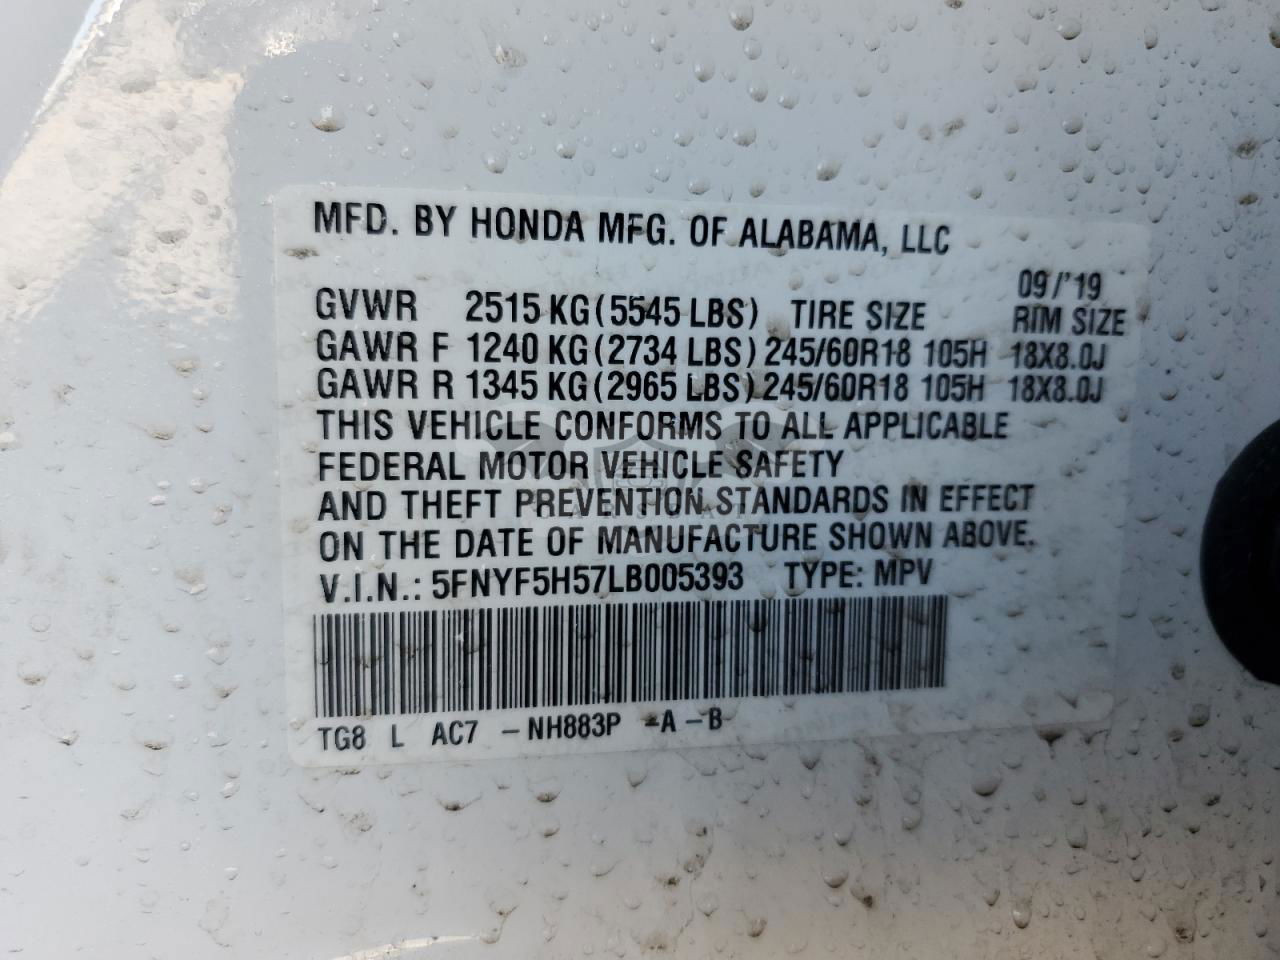 MFD. BY HONDA MFG. OF ALABAMA, LLC
09/'19
GVWR 2515 KG (5545 LBS) TIRE SIZE RIM SIZE
GAWR F 1240 KG (2734 LBS) 245/60R18 105H 18X8.0J
GAWR R 1345 KG (2965 LBS) 245/60R18 105H 18X8.0J
THIS VEHICLE CONFORMS TO ALL APPLICABLE
FEDERAL MOTOR VEHICLE SAFETY
AND THEFT PREVENTION STANDARDS IN EFFECT
ON THE DATE OF MANUFACTURE SHOWN ABOVE.
V.I.N.: 5FNYF5H57LB005393 TYPE: MPV
TG8 L AC7 -NH883P -A -B